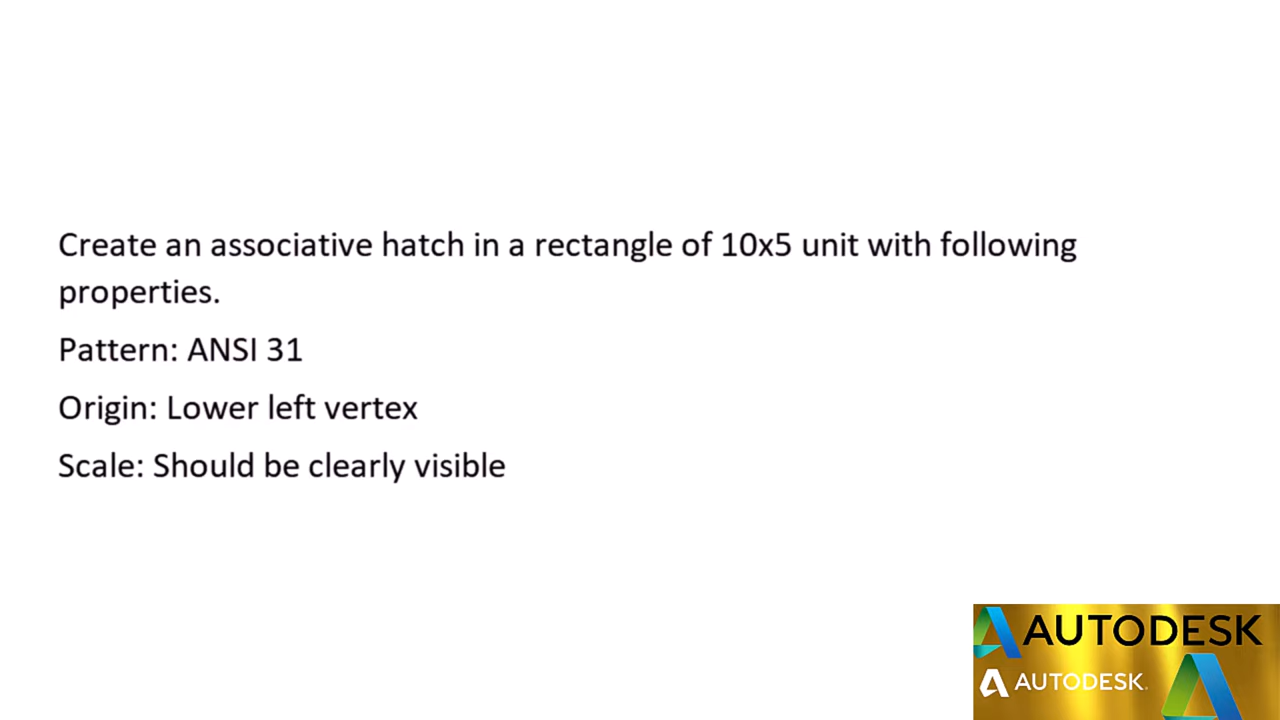 Create an associative hatch in a rectangle of 10x5 unit with following
properties.
Pattern: ANSI 31
Origin: Lower left vertex
Scale: Should be clearly visible
AUTODESK
AUTODESK.